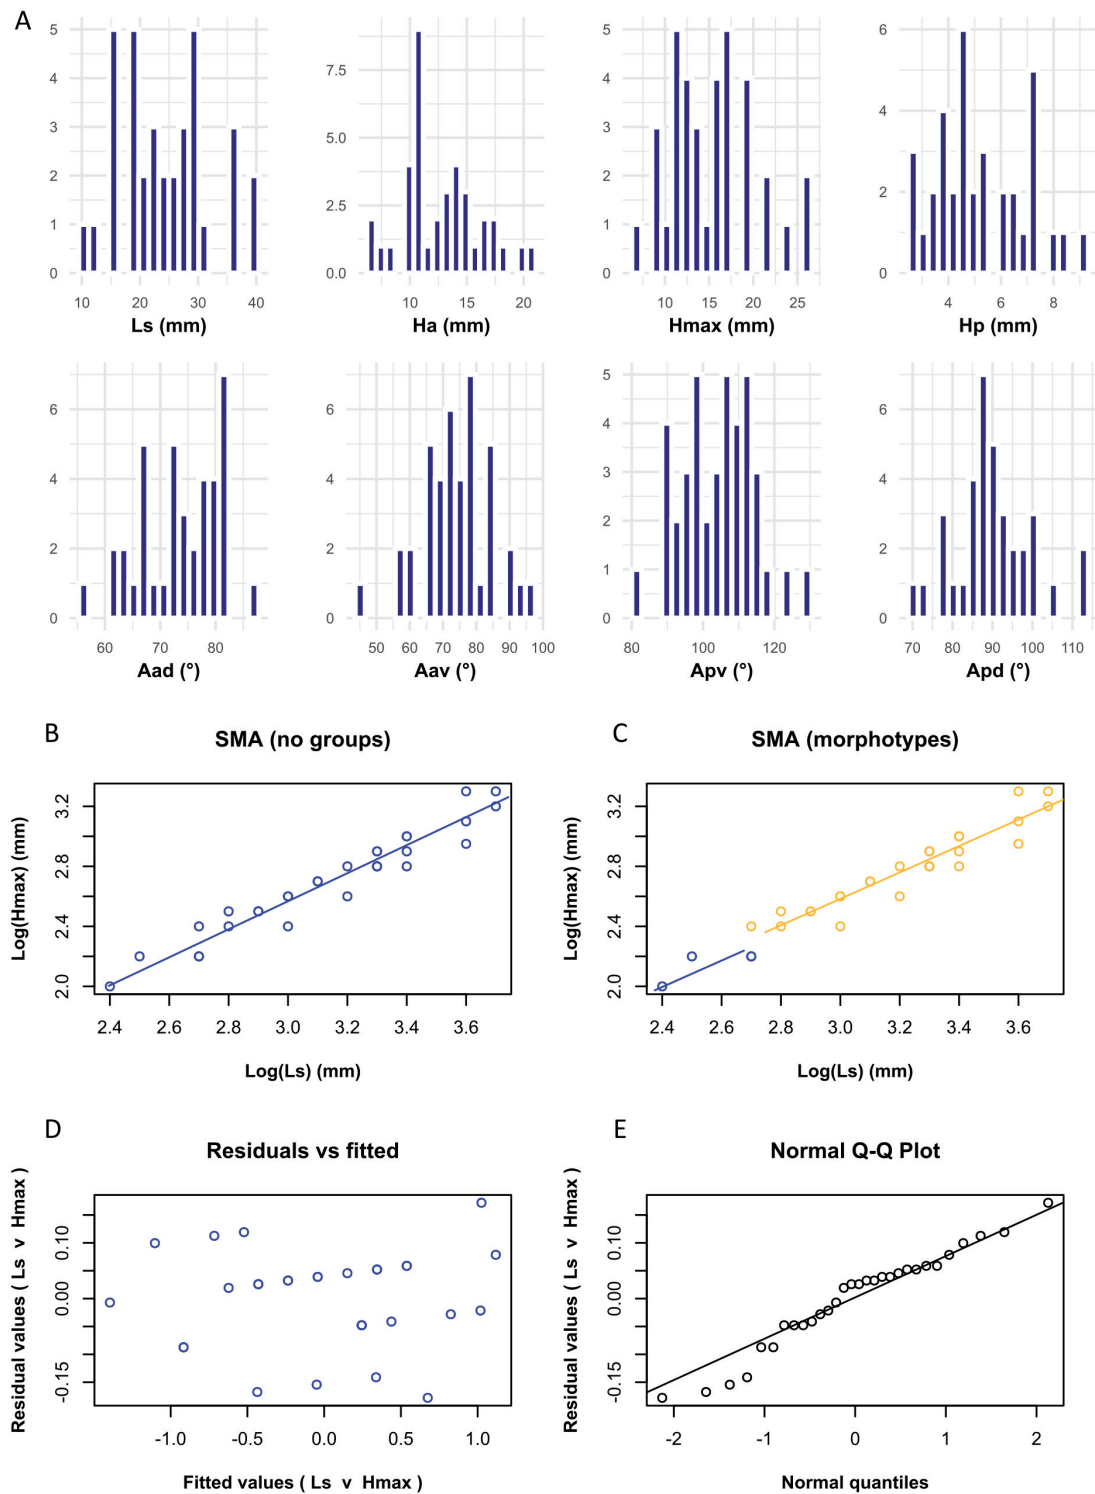 A
5
4
3
2
1
0
10 20 30 40
Ls (mm)
7.5
5.0
2.5
0.0
10 15 20
Ha (mm)
5
4
3
2
1
0
10 15 20 25
Hmax (mm)
6
4
2
0
4 6 8
Hp (mm)
6
4
2
0
60 70 80
Aad (°)
6
4
2
0
50 60 70 80 90 100
Aav (°)
5
4
3
2
1
0
80 100 120
Apv (°)
6
4
2
0
70 80 90 100 110
Apd (°)
B
SMA (no groups)
Log(Hmax) (mm)
3.2
2.8
2.4
2.0
2.4 2.6 2.8 3.0 3.2 3.4 3.6
Log(Ls) (mm)
C
SMA (morphotypes)
Log(Hmax) (mm)
3.2
2.8
2.4
2.0
2.4 2.6 2.8 3.0 3.2 3.4 3.6
Log(Ls) (mm)
D
Residuals vs fitted
Residual values ( Ls v Hmax )
0.10
0.00
-0.15
-1.0 -0.5 0.0 0.5 1.0
Fitted values ( Ls v Hmax )
E
Normal Q-Q Plot
Residual values ( Ls v Hmax )
0.10
0.00
-0.15
-2 -1 0 1 2
Normal quantiles